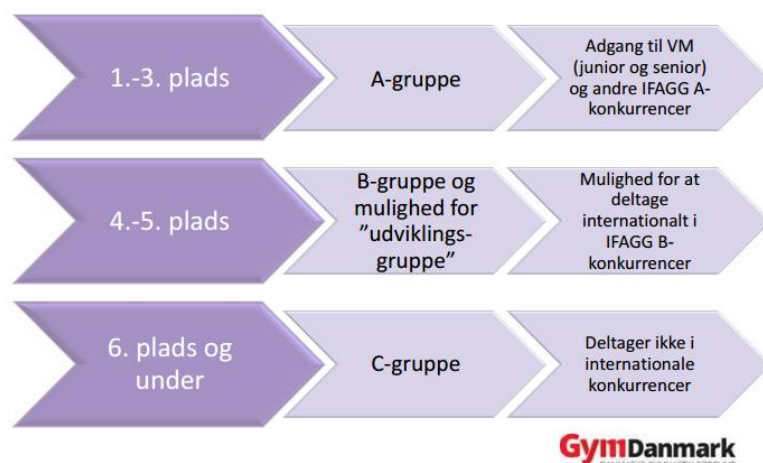 1.-3. plads
A-gruppe
Adgang til VM
(junior og senior)
og andre IFAGG A-
konkurrencer
4.-5. plads
B-gruppe og
mulighed for
”udviklings-
gruppe”
Mulighed for at
deltage
internationalt i
IFAGG B-
konkurrencer
6. plads og
under
C-gruppe
Deltager ikke i
internationale
konkurrencer
GymDanmark